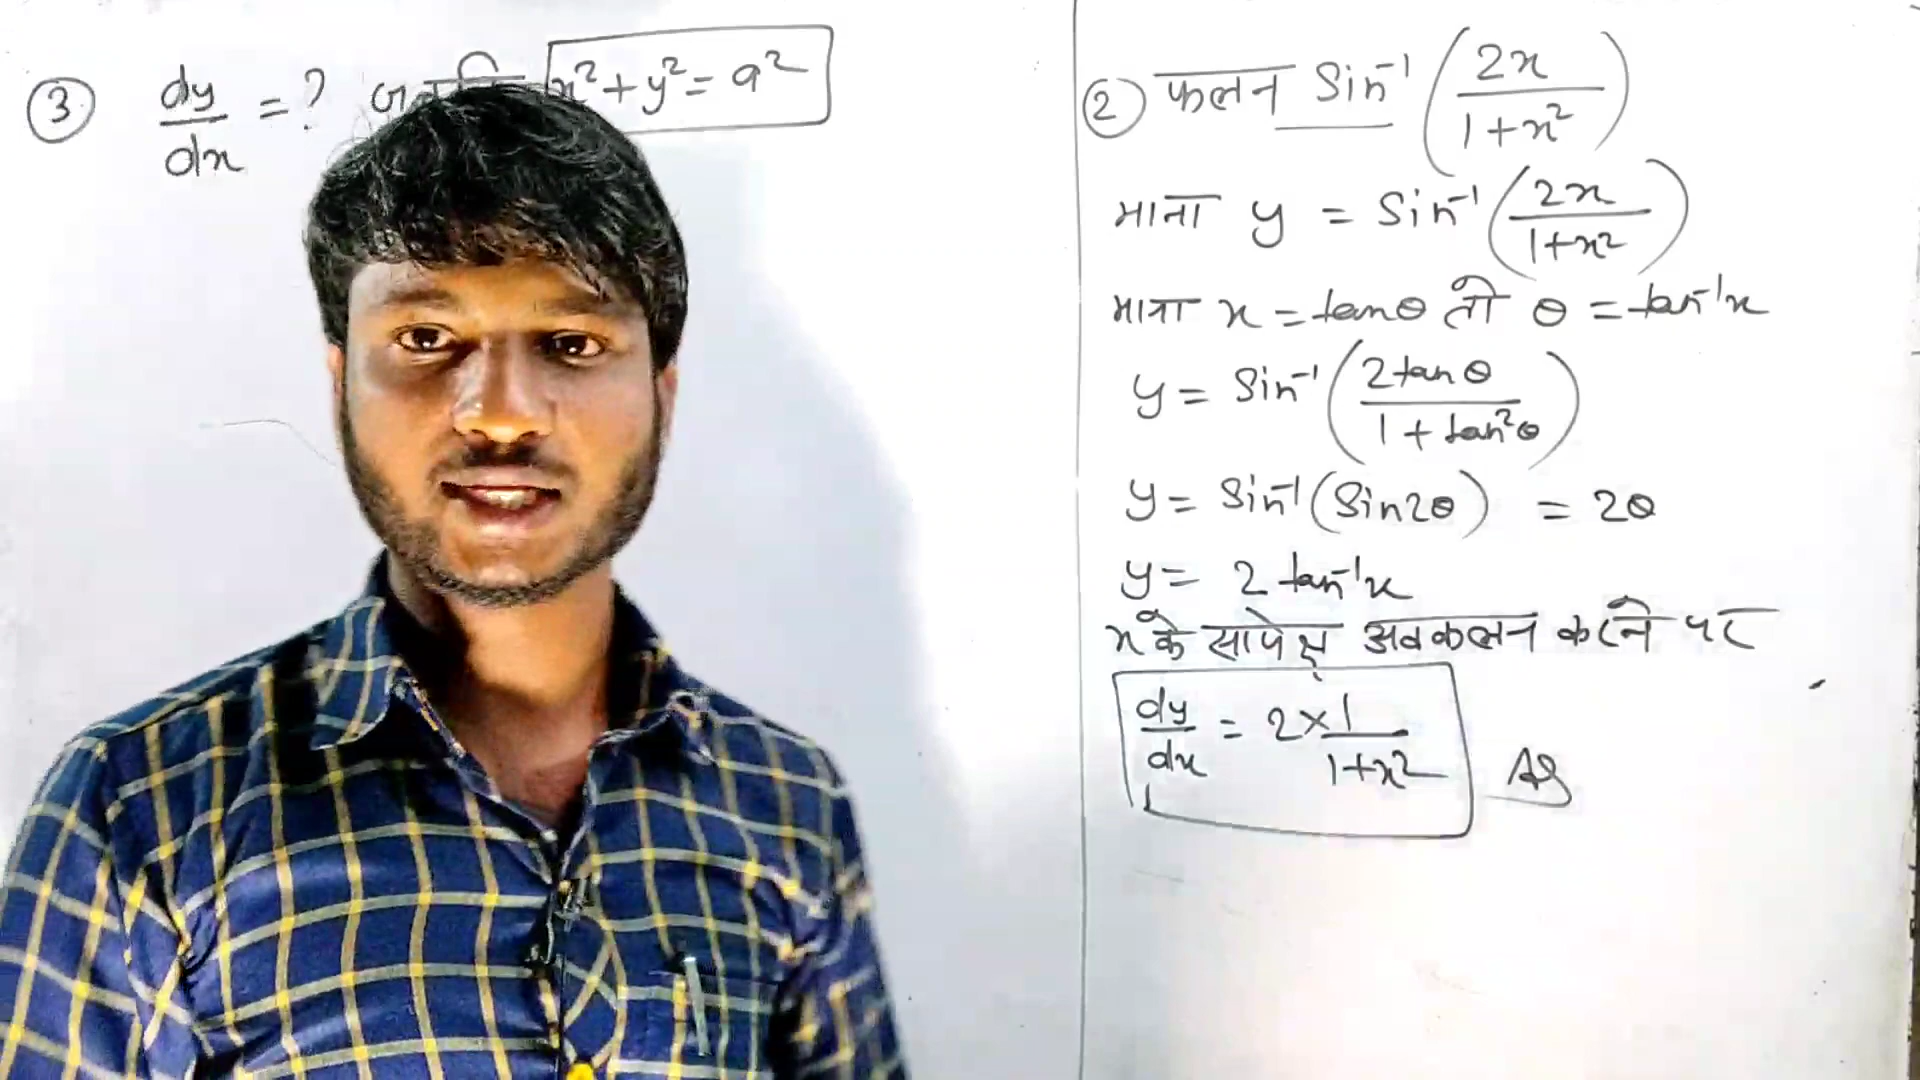 ③ dy/dx = ? x² + y² = a²
② फलन Sin⁻¹ (2x/1+x²)
माना y = Sin⁻¹ (2x/1+x²)
माना x = tanθ तो θ = tan⁻¹x
y = Sin⁻¹ (2tanθ/1+tan²θ)
y = Sin⁻¹ (Sin2θ) = 2θ
y = 2 tan⁻¹x
x के सापेक्ष अवकलन करने पर
dy/dx = 2 × 1/1+x² As